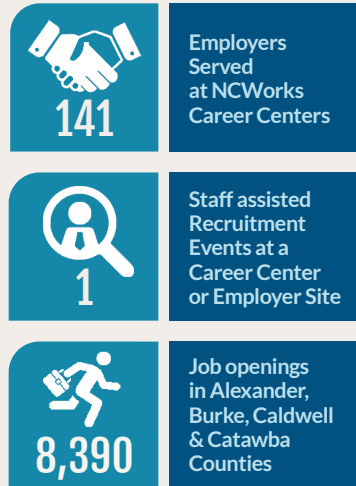 141
Employers
Served
at NCWorks
Career Centers
1
Staff assisted
Recruitment
Events at a
Career Center
or Employer Site
8,390
Job openings
in Alexander,
Burke, Caldwell
& Catawba
Counties